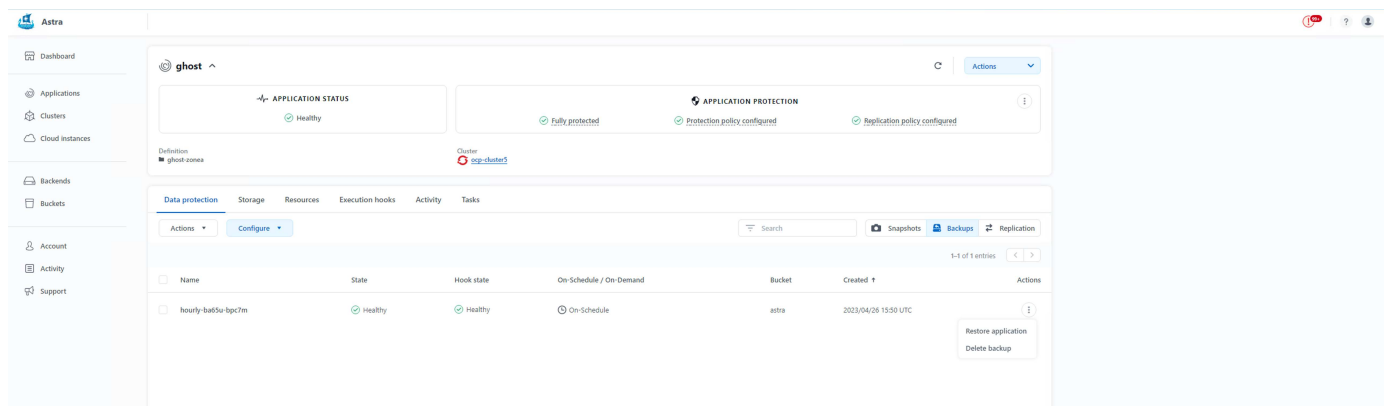 Astra
99+
?
Dashboard
Applications
Clusters
Cloud instances
Backends
Buckets
Account
Activity
Support
ghost
Actions
APPLICATION STATUS
Healthy
APPLICATION PROTECTION
Fully protected
Protection policy configured
Replication policy configured
Definition
ghost-zonea
Cluster
ocp-cluster5
Data protection Storage Resources Execution hooks Activity Tasks
Actions Configure Search Snapshots Backups Replication
1–1 of 1 entries < >
Name State Hook state On-Schedule / On-Demand Bucket Created ↑ Actions
hourly-ba65u-bpc7m Healthy Healthy On-Schedule astra 2023/04/26 15:50 UTC
Restore application
Delete backup